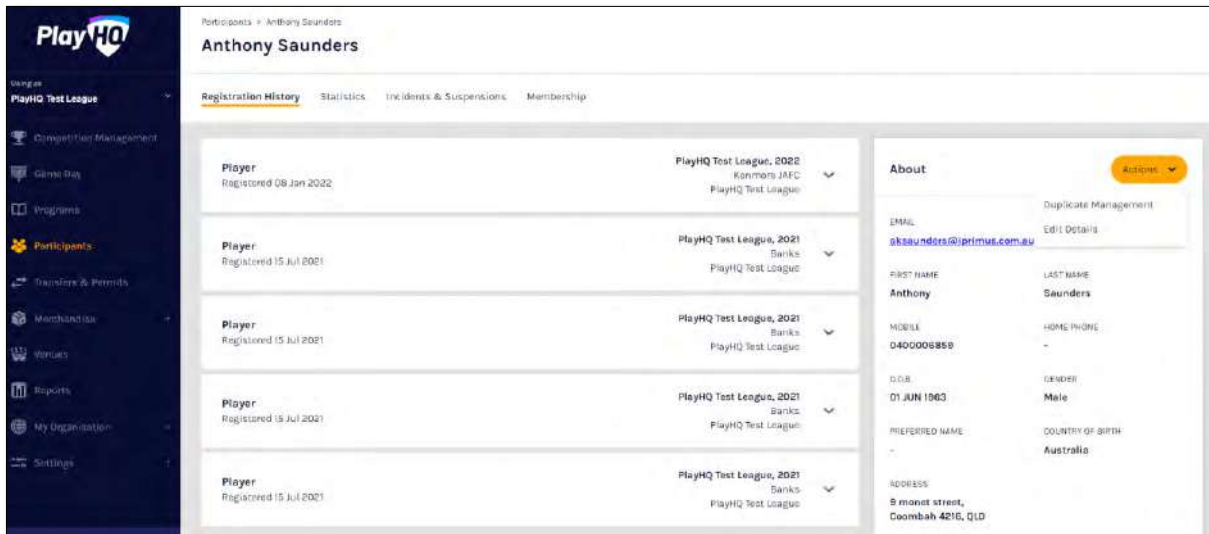 PlayHQ
Using as
PlayHQ Test League
Competition Management
Game Day
Programs
Participants
Transfers & Permits
Merchandise
Venues
Reports
My Organisation
Settings
Participants > Anthony Saunders
Anthony Saunders
Registration History Statistics Incidents & Suspensions Membership
Player
Registered 08 Jan 2022
PlayHQ Test League, 2022
Kenmore JAFC
PlayHQ Test League
Player
Registered 15 Jul 2021
PlayHQ Test League, 2021
Banks
PlayHQ Test League
Player
Registered 15 Jul 2021
PlayHQ Test League, 2021
Banks
PlayHQ Test League
Player
Registered 15 Jul 2021
PlayHQ Test League, 2021
Banks
PlayHQ Test League
Player
Registered 15 Jul 2021
PlayHQ Test League, 2021
Banks
PlayHQ Test League
About
Actions
Duplicate Management
Edit Details
EMAIL
aksaunders@iprimus.com.au
FIRST NAME LAST NAME
Anthony Saunders
MOBILE HOME PHONE
0400006859 -
D.O.B. GENDER
01 JUN 1963 Male
PREFERRED NAME COUNTRY OF BIRTH
- Australia
ADDRESS
9 monet street,
Coombah 4216, QLD